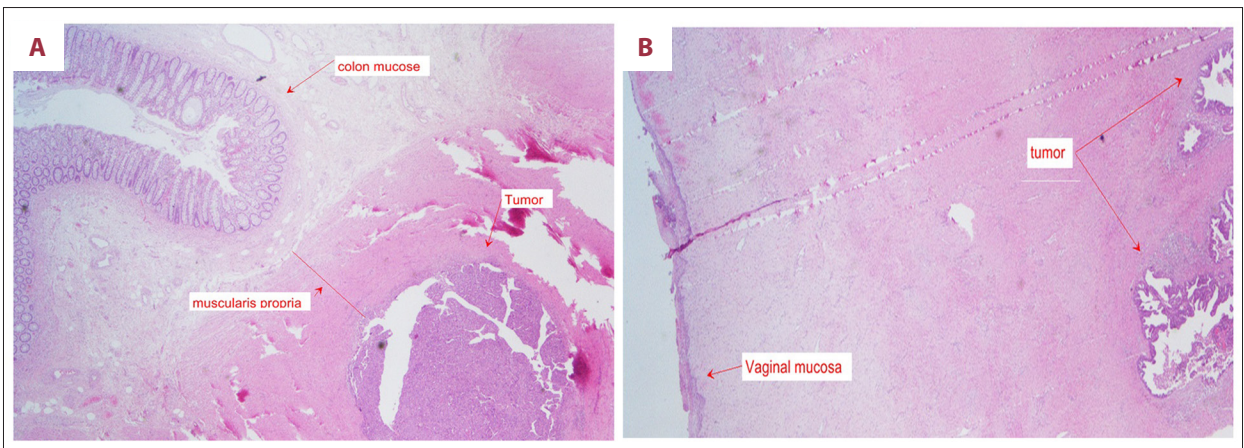 A
colon mucose
Tumor
muscularis propria
B
tumor
Vaginal mucosa